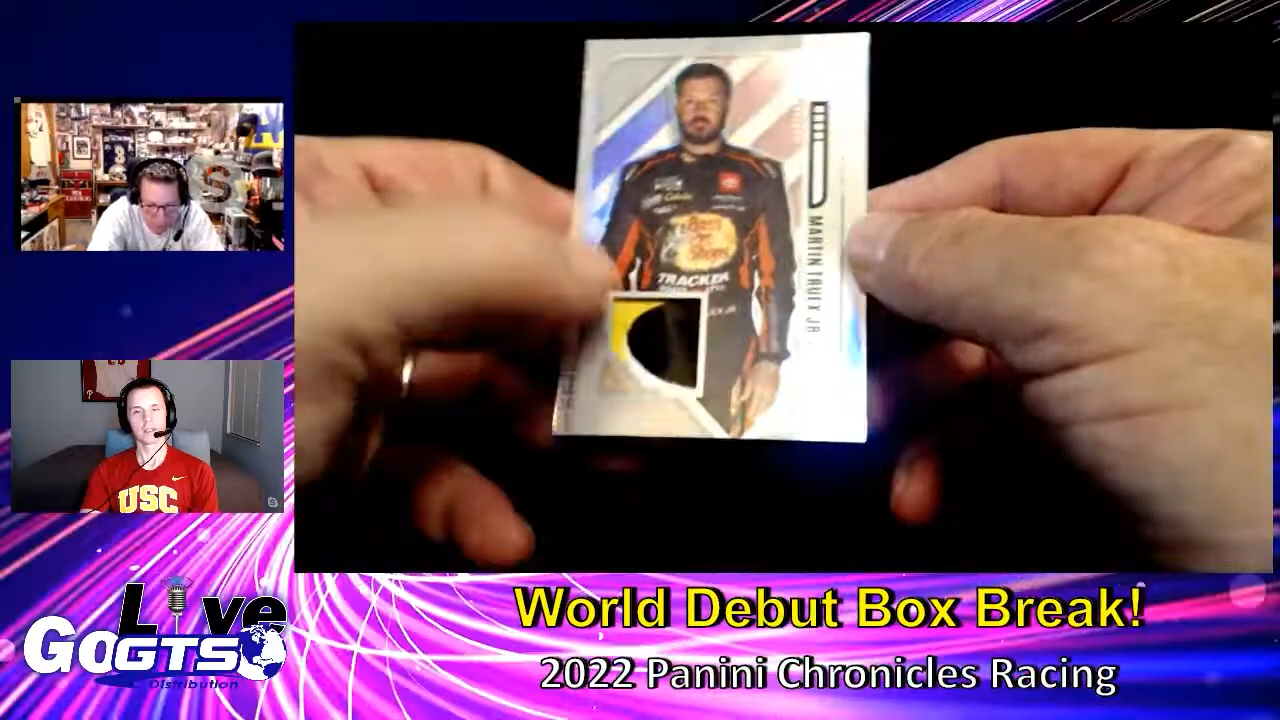 MARTIN TRUEX JR
Bass
Pro
Shops
TRACKER
USC
Live
GoGTS
Distribution
World Debut Box Break!
2022 Panini Chronicles Racing